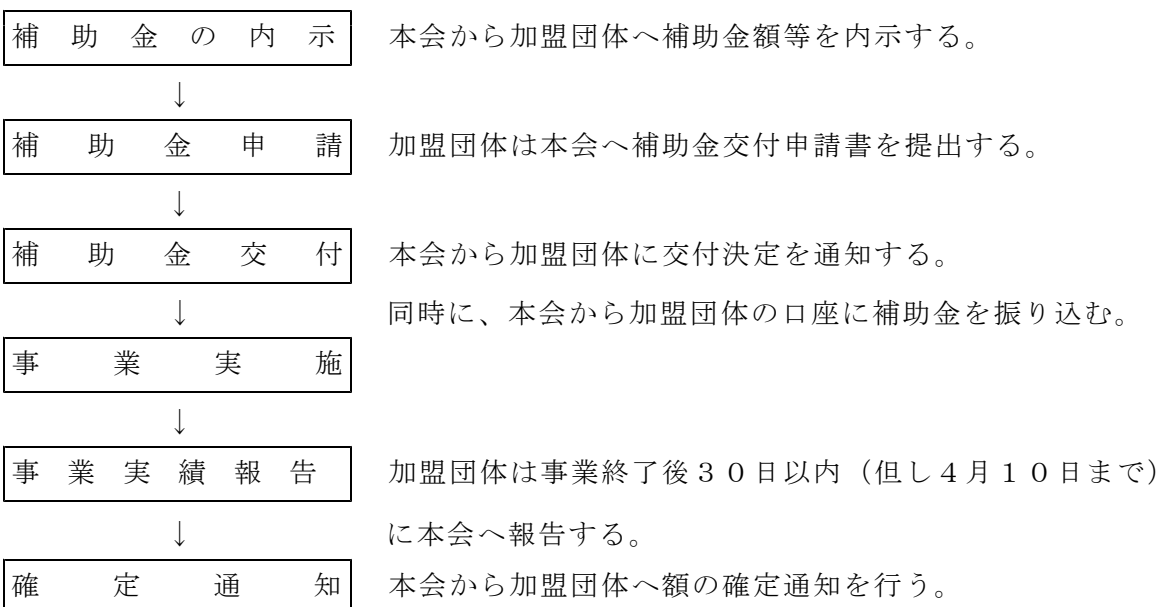 補助金の内示　本会から加盟団体へ補助金額等を内示する。
↓
補助金申請　加盟団体は本会へ補助金交付申請書を提出する。
↓
補助金交付　本会から加盟団体に交付決定を通知する。
↓　同時に、本会から加盟団体の口座に補助金を振り込む。
事業実施
↓
事業実績報告　加盟団体は事業終了後３０日以内（但し４月１０日まで）
↓　に本会へ報告する。
確定通知　本会から加盟団体へ額の確定通知を行う。